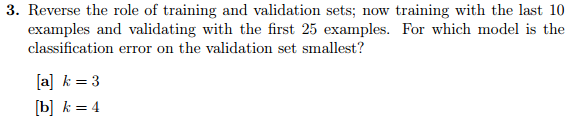 3. Reverse the role of training and validation sets; now training with the last 10
examples and validating with the first 25 examples. For which model is the
classification error on the validation set smallest?
[a] k = 3
[b] k = 4